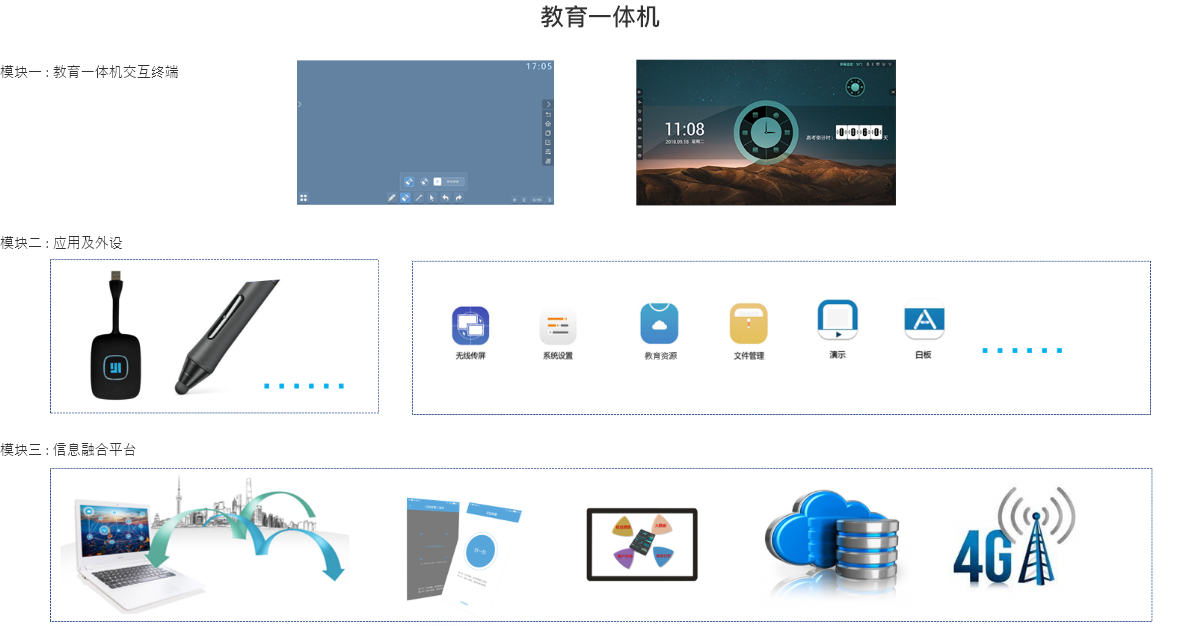 教育一体机
模块一 : 教育一体机交互终端
17:05
11:08
2018.09.18 星期二
高考倒计时:
天
模块二 : 应用及外设
无线传屏
系统设置
教育资源
文件管理
演示
白板
模块三 : 信息融合平台
4G